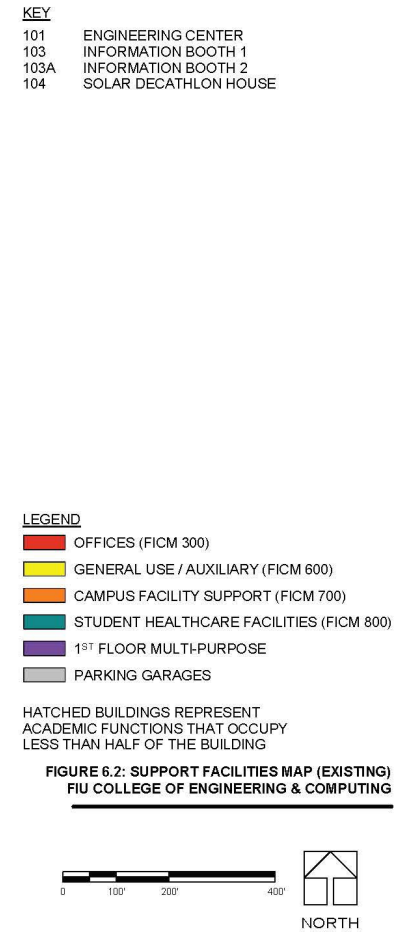 KEY
101 ENGINEERING CENTER
103 INFORMATION BOOTH 1
103A INFORMATION BOOTH 2
104 SOLAR DECATHLON HOUSE
LEGEND
OFFICES (FICM 300)
GENERAL USE / AUXILIARY (FICM 600)
CAMPUS FACILITY SUPPORT (FICM 700)
STUDENT HEALTHCARE FACILITIES (FICM 800)
1ST FLOOR MULTI-PURPOSE
PARKING GARAGES
HATCHED BUILDINGS REPRESENT
ACADEMIC FUNCTIONS THAT OCCUPY
LESS THAN HALF OF THE BUILDING
FIGURE 6.2: SUPPORT FACILITIES MAP (EXISTING)
FIU COLLEGE OF ENGINEERING & COMPUTING
0 100' 200' 400'
NORTH